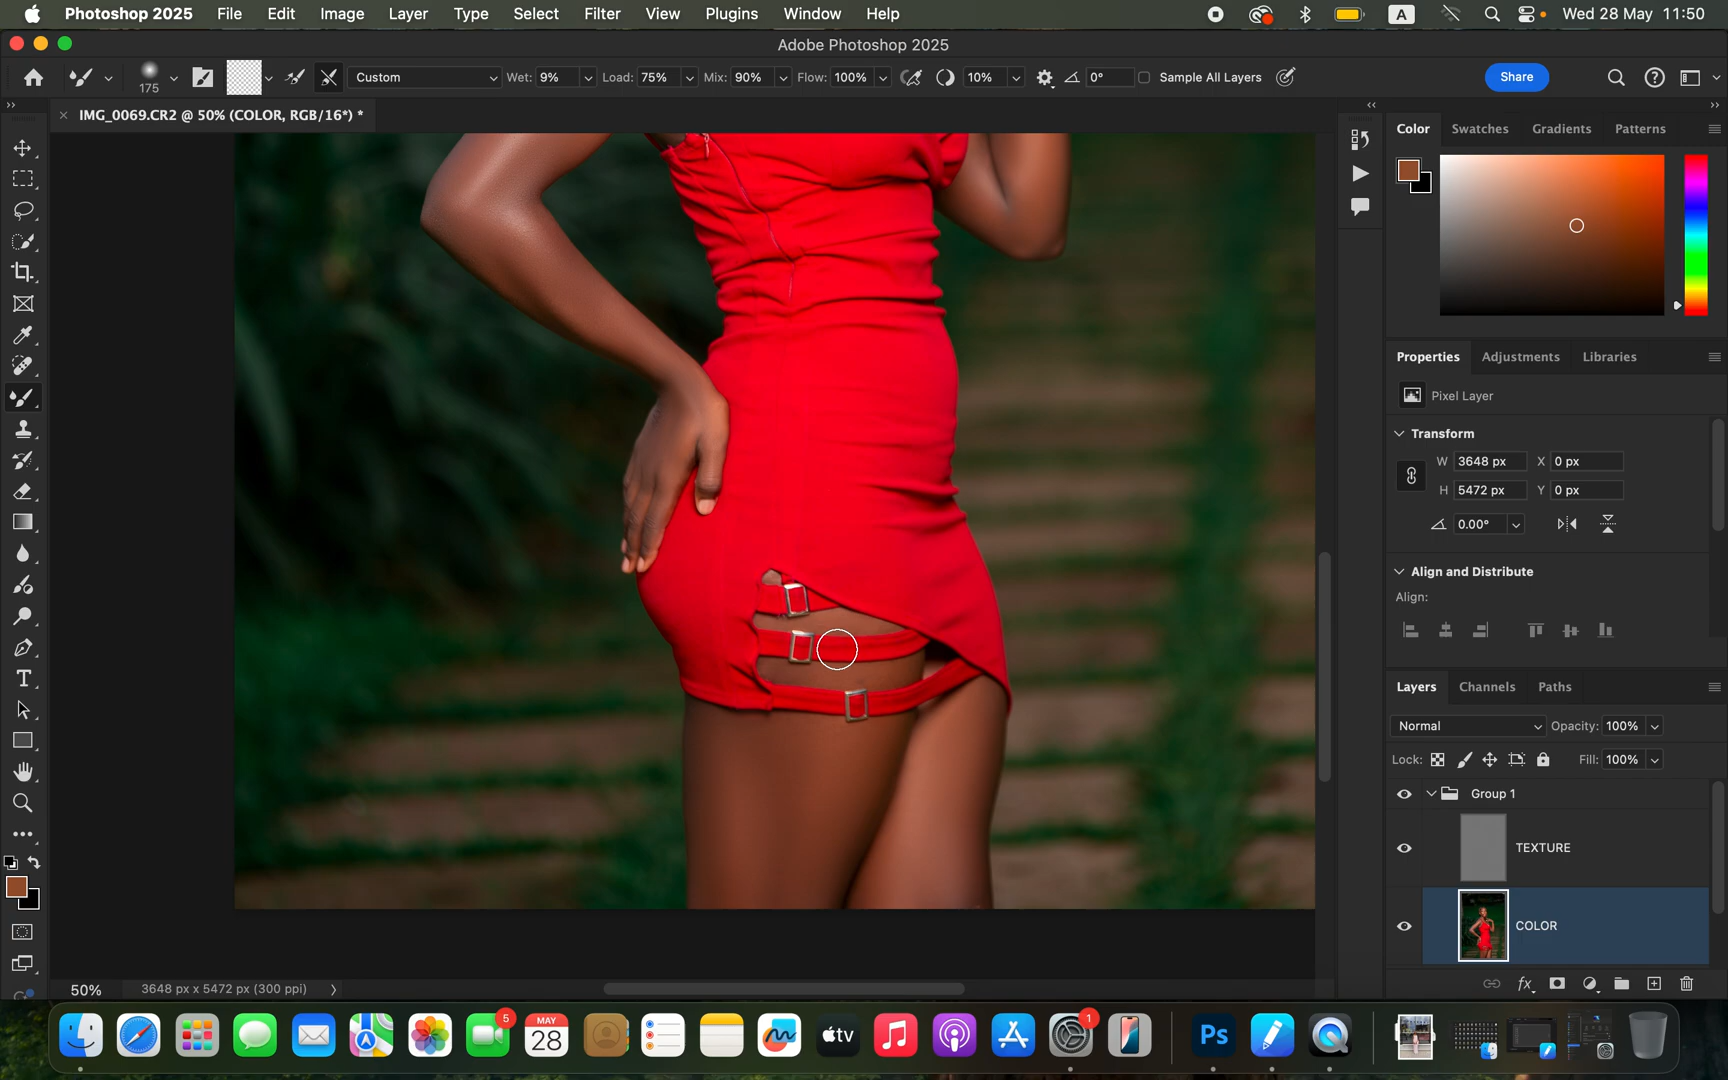 Photoshop 2025 File Edit Image Layer Type Select Filter View Plugins Window Help A Wed 28 May 11:50
Adobe Photoshop 2025
175 Custom Wet: 9% Load: 75% Mix: 90% Flow: 100% 10% 0° Sample All Layers Share
IMG_0069.CR2 @ 50% (COLOR, RGB/16*) *
Color Swatches Gradients Patterns
Properties Adjustments Libraries
Pixel Layer
Transform
W 3648 px X 0 px
H 5472 px Y 0 px
0.00°
Align and Distribute
Align:
Layers Channels Paths
Normal Opacity: 100%
Lock: Fill: 100%
Group 1
TEXTURE
COLOR
fx
50% 3648 px x 5472 px (300 ppi)
5 MAY 28 tv 1 Ps